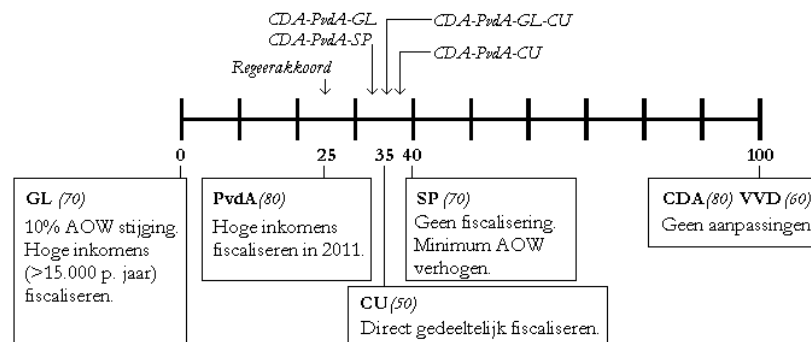 CDA-PvdA-GL
CDA-PvdA-SP
Regeerakkoord
CDA-PvdA-GL-CU
CDA-PvdA-CU
0 25 35 40 100
GL (70)
10% AOW stijging.
Hoge inkomens
(>15.000 p. jaar)
fiscaliseren.
PvdA (80)
Hoge inkomens
fiscaliseren in 2011.
CU (50)
Direct gedeeltelijk fiscaliseren.
SP (70)
Geen fiscalisering.
Minimum AOW
verhogen.
CDA (80) VVD (60)
Geen aanpassingen